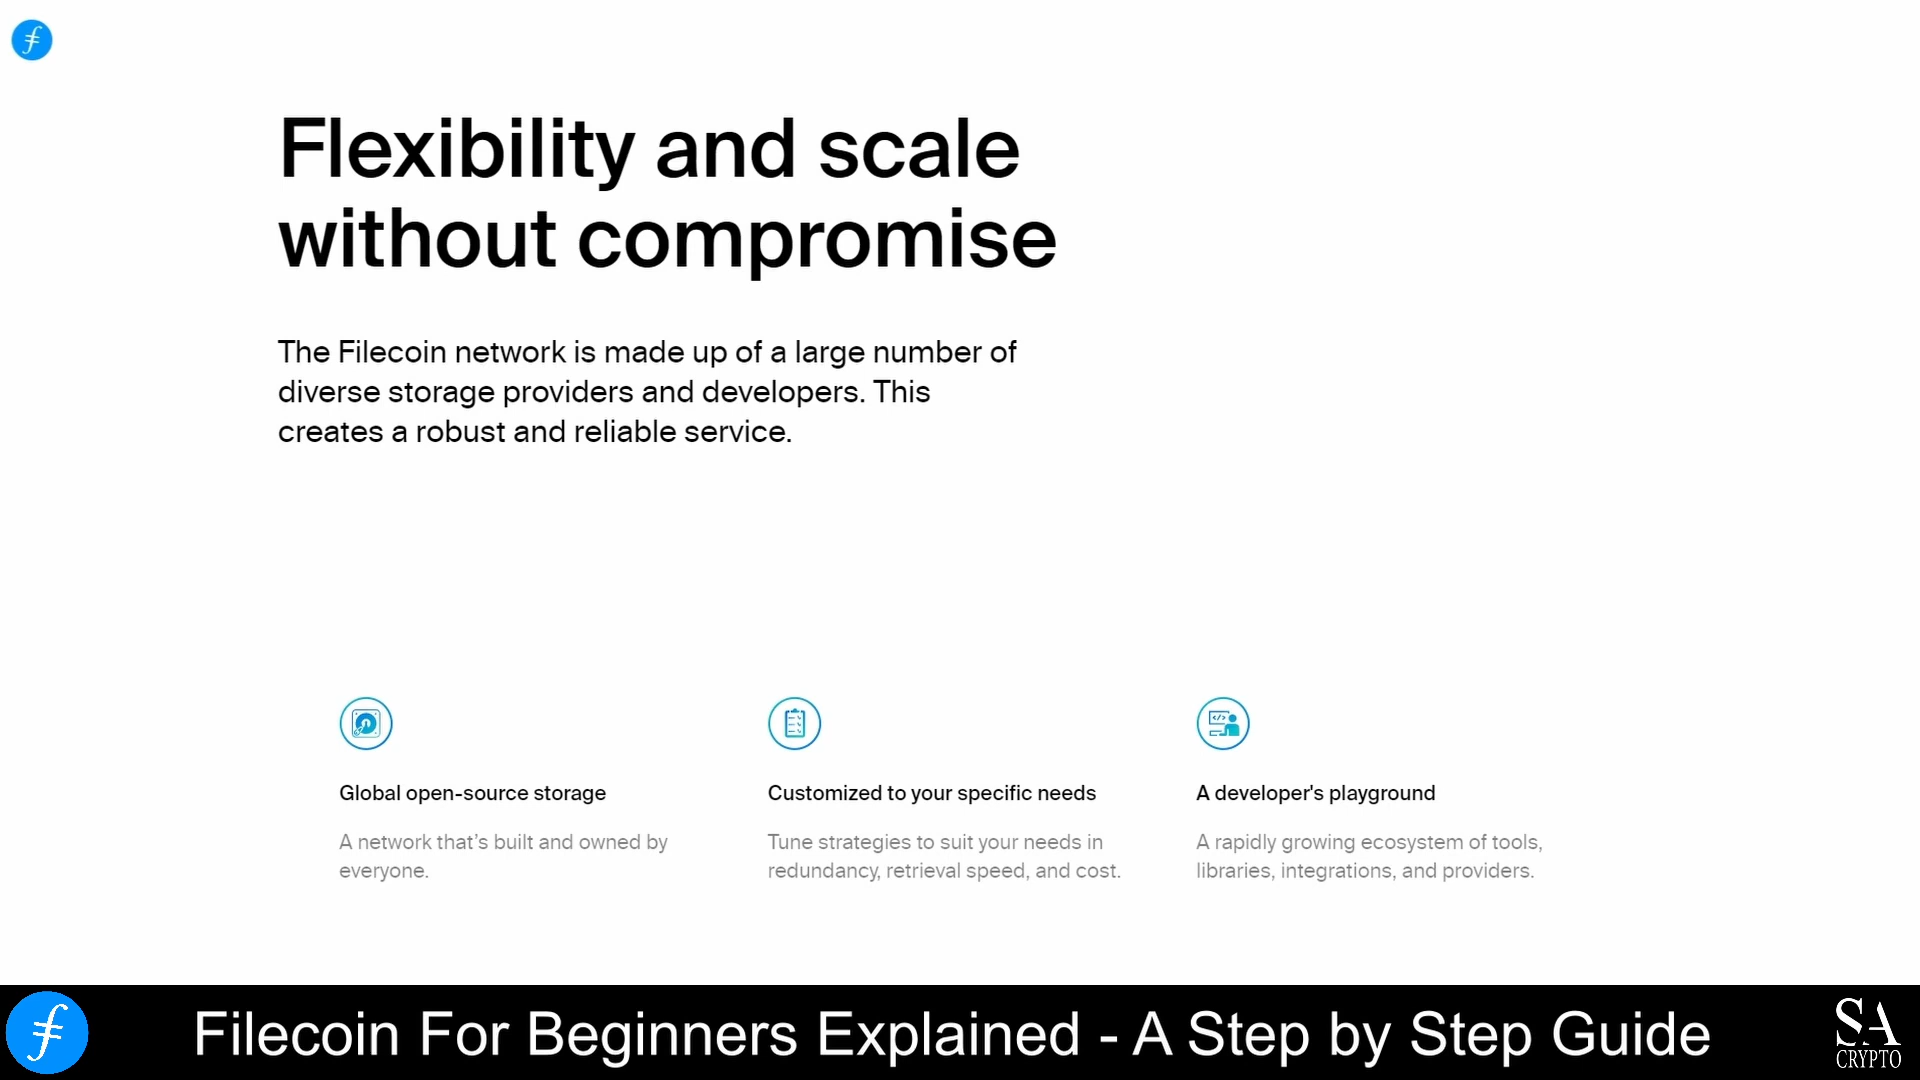 Flexibility and scale
without compromise
The Filecoin network is made up of a large number of
diverse storage providers and developers. This
creates a robust and reliable service.
Global open-source storage
A network that’s built and owned by
everyone.
Customized to your specific needs
Tune strategies to suit your needs in
redundancy, retrieval speed, and cost.
A developer's playground
A rapidly growing ecosystem of tools,
libraries, integrations, and providers.
Filecoin For Beginners Explained - A Step by Step Guide
SA
CRYPTO